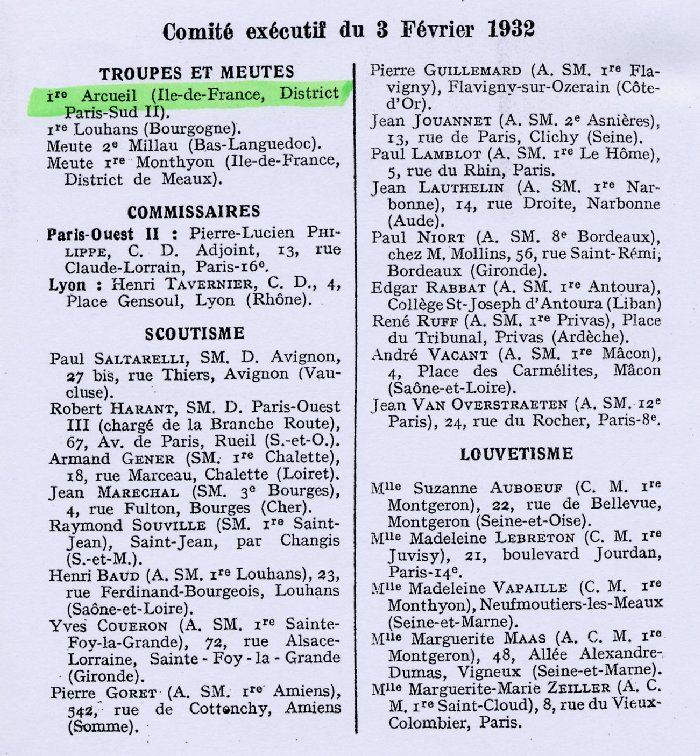 Comité exécutif du 3 Février 1932
TROUPES ET MEUTES
1re Arcueil (Ile-de-France, District
Paris-Sud II).
1re Louhans (Bourgogne).
Meute 2e Millau (Bas-Languedoc).
Meute 1re Monthyon (Ile-de-France,
District de Meaux).
COMMISSAIRES
Paris-Ouest II : Pierre-Lucien PHI-
LIPPE, C. D. Adjoint, 13, rue
Claude-Lorrain, Paris-16e.
Lyon : Henri TAVERNIER, C. D., 4,
Place Gensoul, Lyon (Rhône).
SCOUTISME
Paul SALTARELLI, SM. D. Avignon,
27 bis, rue Thiers, Avignon (Vau-
cluse).
Robert HARANT, SM. D. Paris-Ouest
III (chargé de la Branche Route),
67, Av. de Paris, Rueil (S.-et-O.).
Armand GENER (SM. 1re Chalette),
18, rue Marceau, Chalette (Loiret).
Jean MARECHAL (SM. 3e Bourges),
4, rue Fulton, Bourges (Cher).
Raymond SOUVILLE (SM. 1re Saint-
Jean), Saint-Jean, par Changis
(S.-et-M.).
Henri BAUD (A. SM. 1re Louhans), 23,
rue Ferdinand-Bourgeois, Louhans
(Saône-et-Loire).
Yves COUERON (A. SM. 1re Sainte-
Foy-la-Grande), 72, rue Alsace-
Lorraine, Sainte-Foy-la-Grande
(Gironde).
Pierre GORET (A. SM. 1re Amiens),
342, rue de Cottenchy, Amiens
(Somme).
Pierre GUILLEMARD (A. SM. 1re Fla-
vigny), Flavigny-sur-Ozerain (Côte-
d'Or).
Jean JOUANNET (A. SM. 2e Asnières),
13, rue de Paris, Clichy (Seine).
Paul LAMBLOT (A. SM. 1re Le Hôme),
5, rue du Rhin, Paris.
Jean LAUTHELIN (A. SM. 1re Nar-
bonne), 14, rue Droite, Narbonne
(Aude).
Paul NIORT (A. SM. 8e Bordeaux),
chez M. Mollins, 56, rue Saint-Rémi,
Bordeaux (Gironde).
Edgar RABBAT (A. SM. 1re Antoura),
Collège St-Joseph d'Antoura (Liban)
René RUFF (A. SM. 1re Privas), Place
du Tribunal, Privas (Ardèche).
André VACANT (A. SM. 1re Mâcon),
4, Place des Carmélites, Mâcon
(Saône-et-Loire).
Jean VAN OVERSTRAETEN (A. SM. 12e
Paris), 24, rue du Rocher, Paris-8e.
LOUVETISME
Mlle Suzanne AUBOEUF (C. M. 1re
Montgeron), 22, rue de Bellevue,
Montgeron (Seine-et-Oise).
Mlle Madeleine LEBRETON (C. M. 1re
Juvisy), 21, boulevard Jourdan,
Paris-14e.
Mlle Madeleine VAPAILLE (C. M. 1re
Monthyon), Neufmoutiers-les-Meaux
(Seine-et-Marne).
Mlle Marguerite MAAS (A. C. M. 1re
Montgeron), 48, Allée Alexandre-
Dumas, Vigneux (Seine-et-Marne).
Mlle Marguerite-Marie ZEILLER (A. C.
M. 1re Saint-Cloud), 8, rue du Vieux-
Colombier, Paris.